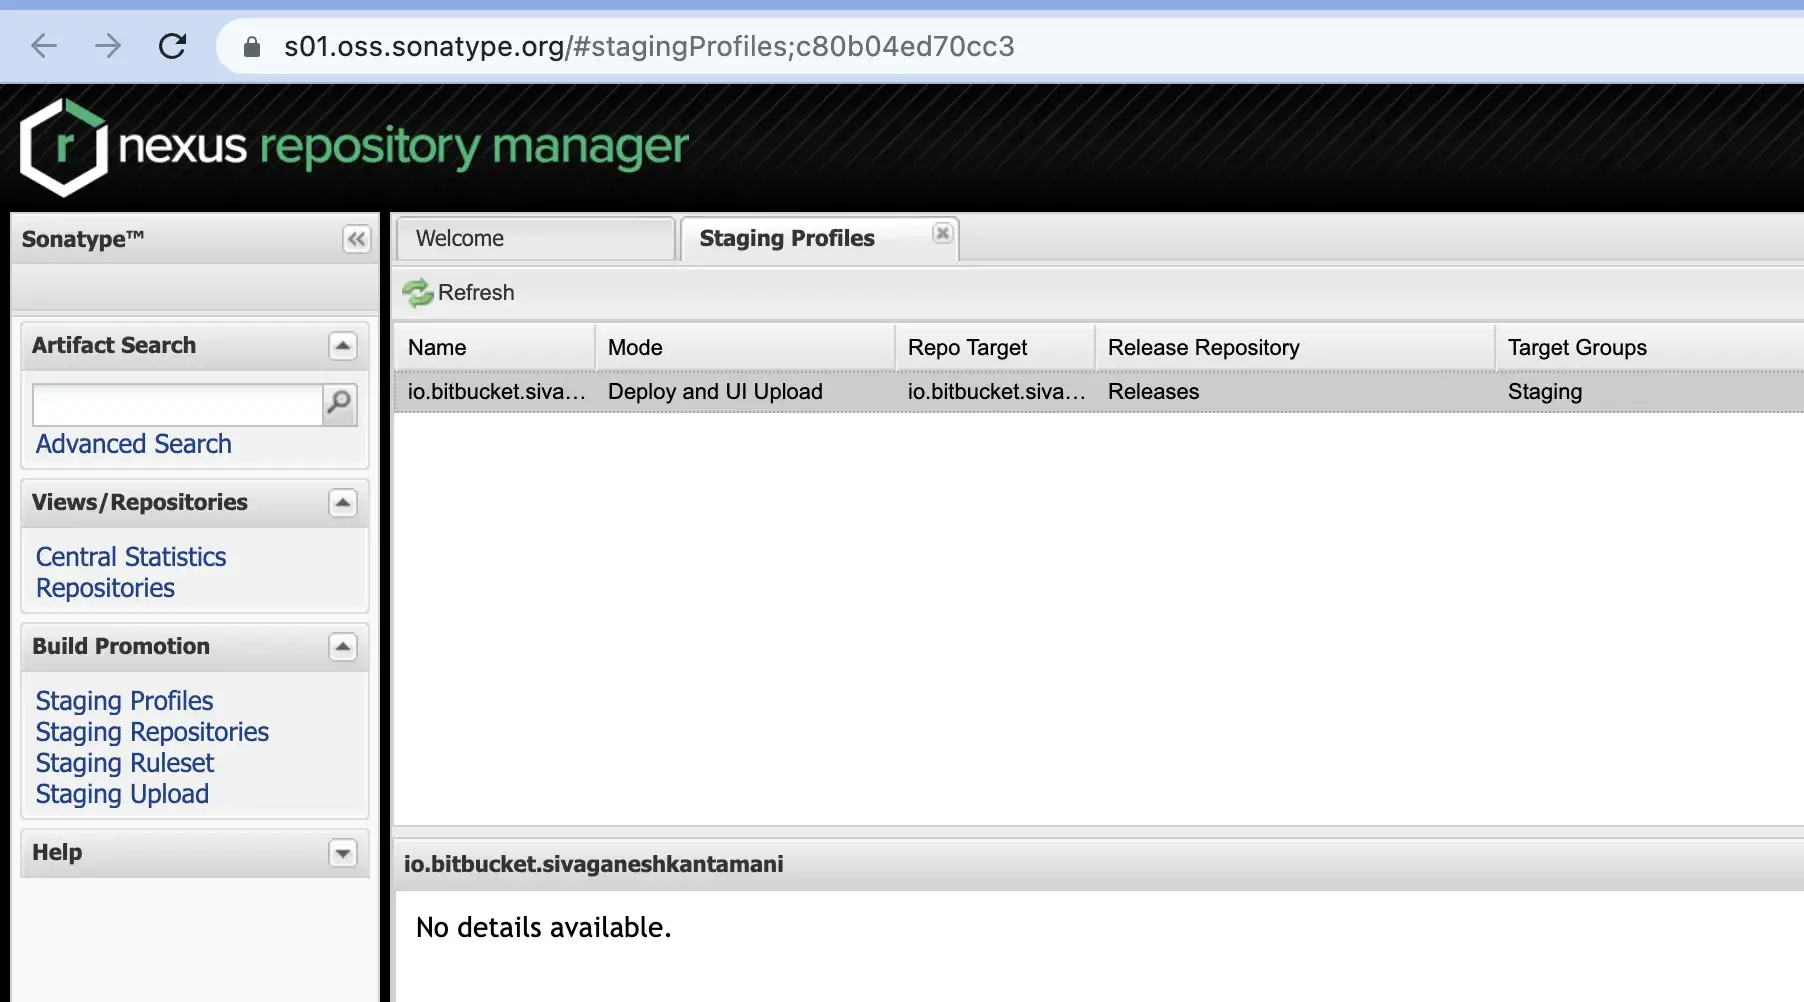 s01.oss.sonatype.org/#stagingProfiles;c80b04ed70cc3
r nexus repository manager
Sonatype™
Welcome
Staging Profiles
Refresh
Artifact Search
Advanced Search
Views/Repositories
Central Statistics
Repositories
Build Promotion
Staging Profiles
Staging Repositories
Staging Ruleset
Staging Upload
Help
Name Mode Repo Target Release Repository Target Groups
io.bitbucket.siva... Deploy and UI Upload io.bitbucket.siva... Releases Staging
io.bitbucket.sivaganeshkantamani
No details available.